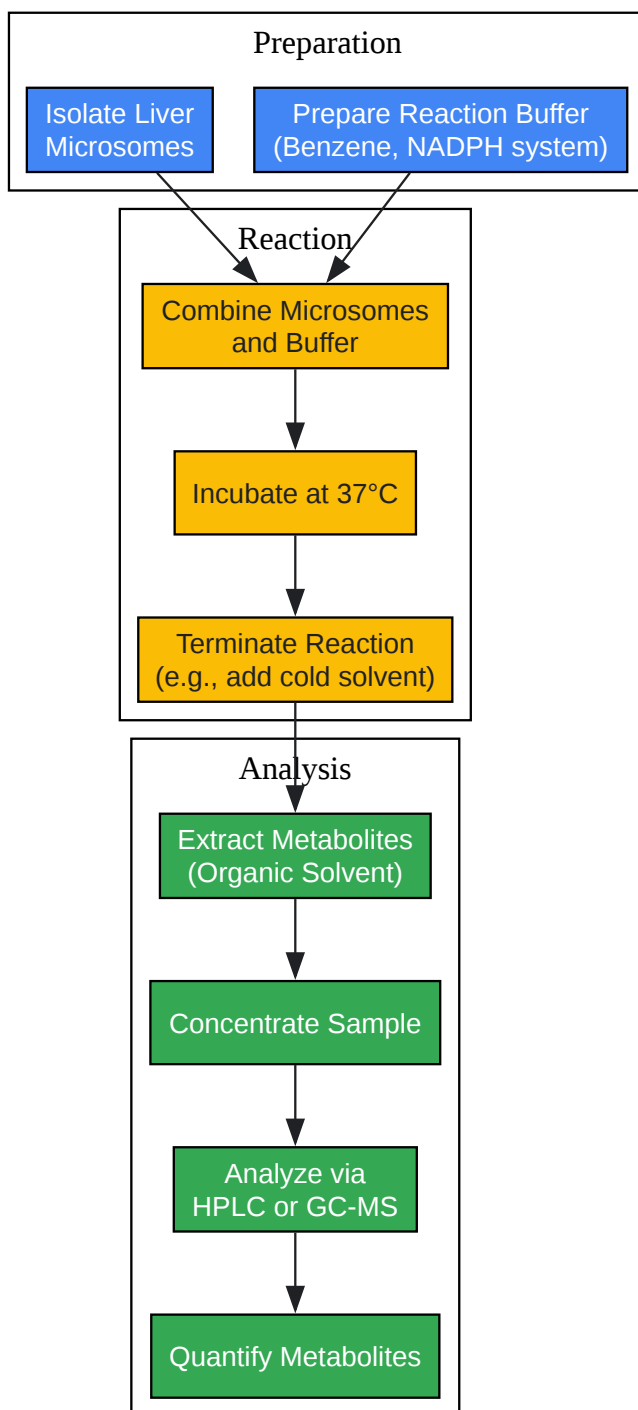 Preparation
Isolate Liver
Microsomes
Prepare Reaction Buffer
(Benzene, NADPH system)
Reaction
Combine Microsomes
and Buffer
Incubate at 37°C
Terminate Reaction
(e.g., add cold solvent)
Analysis
Extract Metabolites
(Organic Solvent)
Concentrate Sample
Analyze via
HPLC or GC-MS
Quantify Metabolites